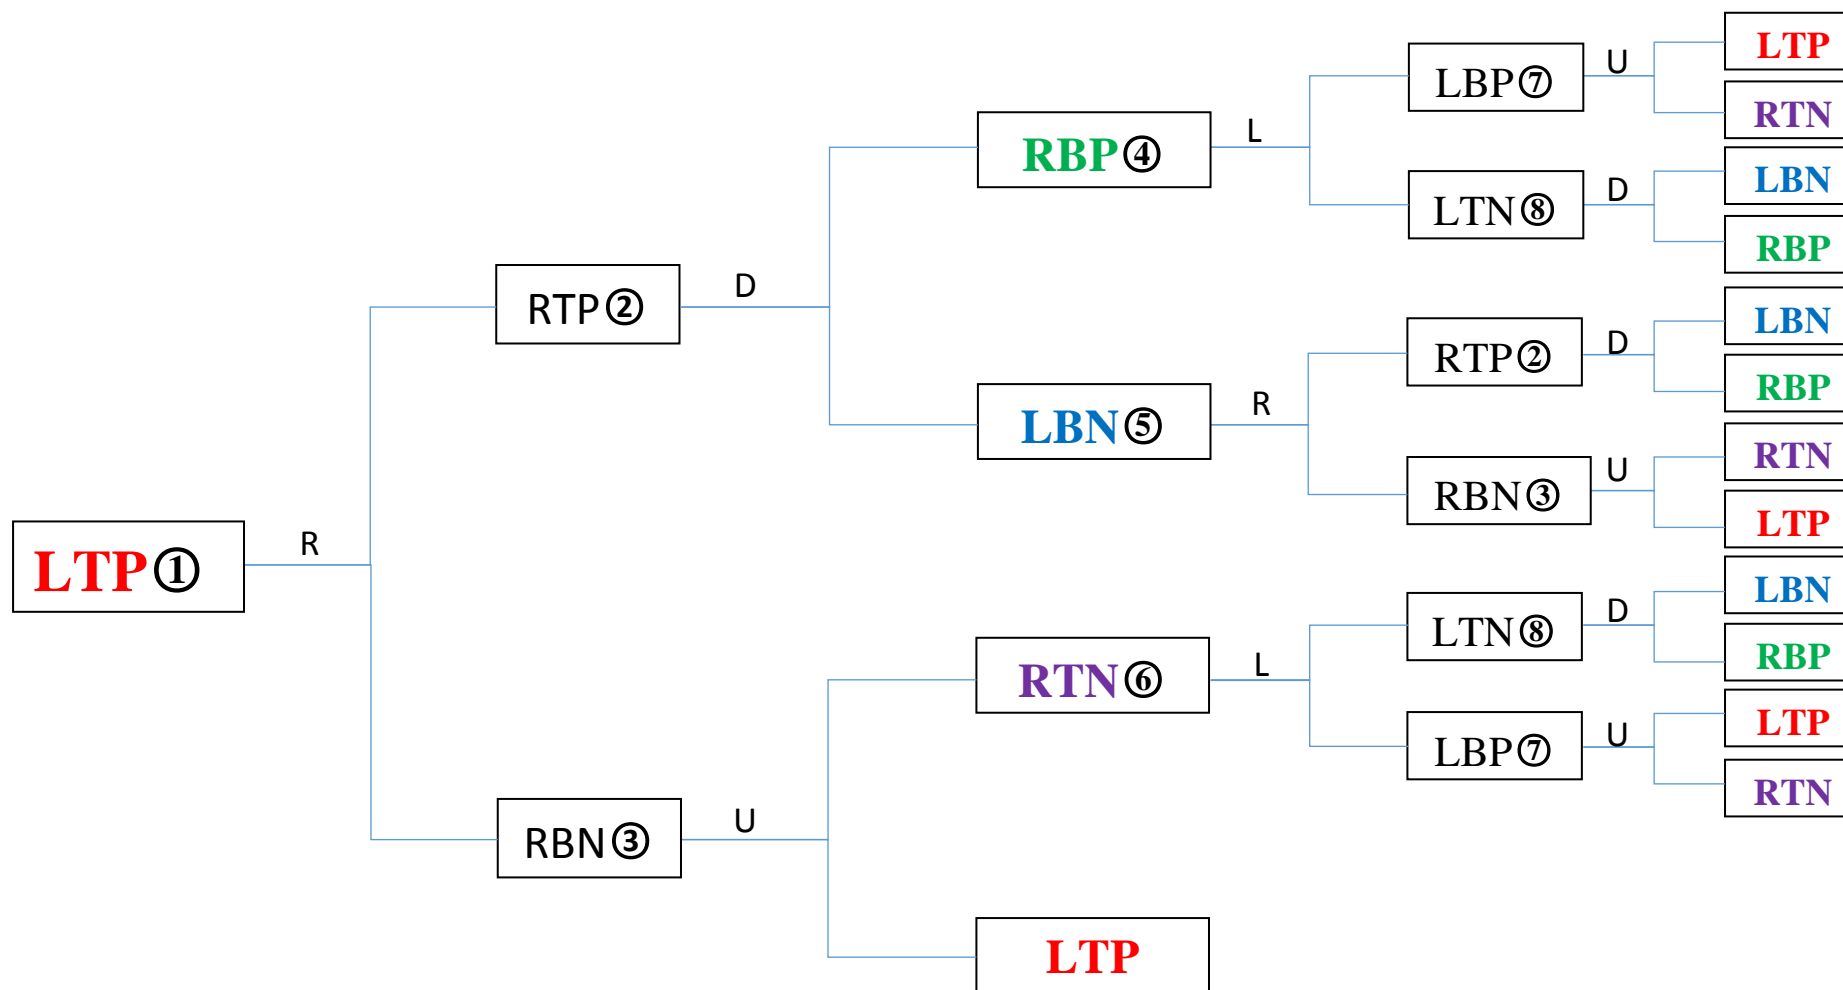 LTP①
R
RTP②
D
RBN③
U
RBP④
L
LBN⑤
R
RTN⑥
L
LTP
LBP⑦
U
LTN⑧
D
RTP②
D
RBN③
U
LTN⑧
D
LBP⑦
U
LTP
RTN
LBN
RBP
LBN
RBP
RTN
LTP
LBN
RBP
LTP
RTN